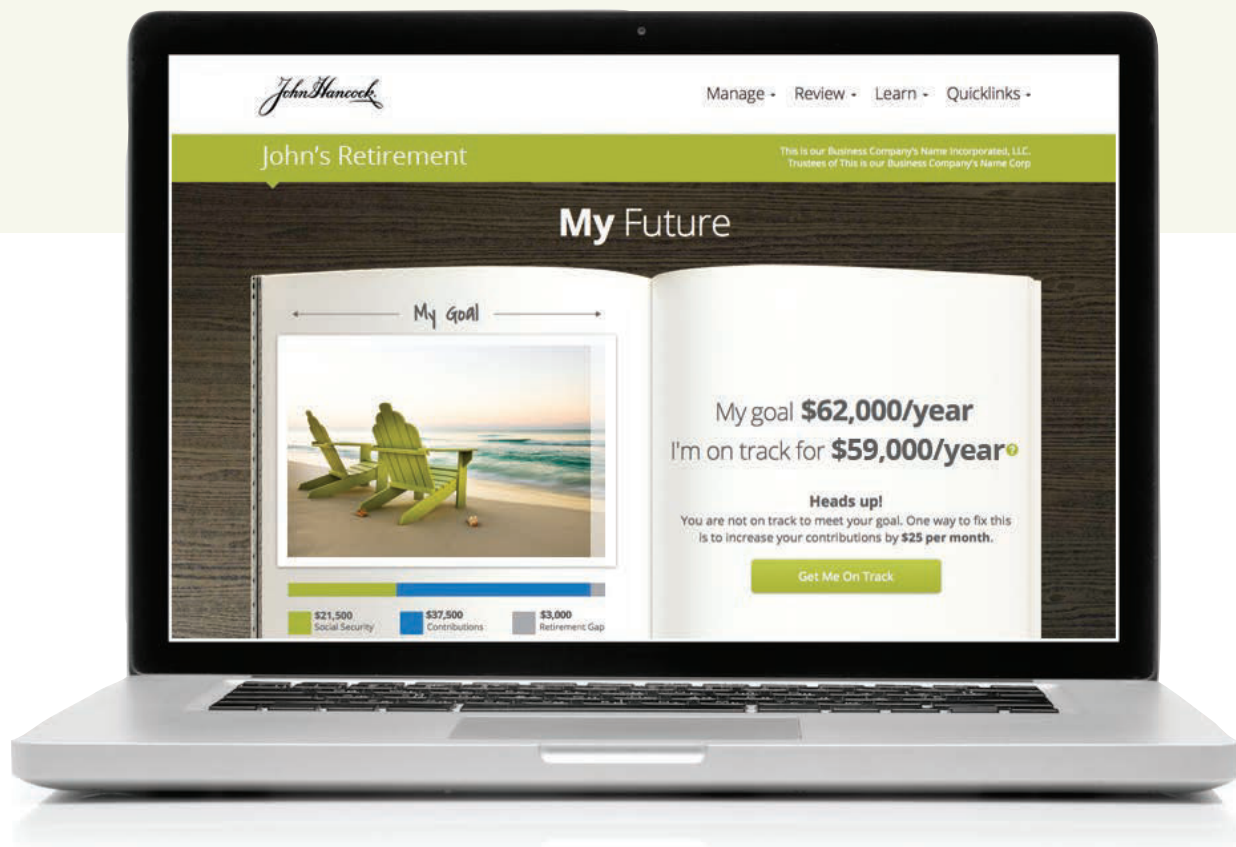 John Hancock.
Manage Review Learn Quicklinks
John's Retirement
This is our Business Company's Name Incorporated, LLC.
Trustees of This is our Business Company's Name Corp
My Future
My Goal
My goal $62,000/year
I'm on track for $59,000/year?
Heads up!
You are not on track to meet your goal. One way to fix this
is to increase your contributions by $25 per month.
Get Me On Track
$21,500
Social Security
$37,500
Contributions
$3,000
Retirement Gap